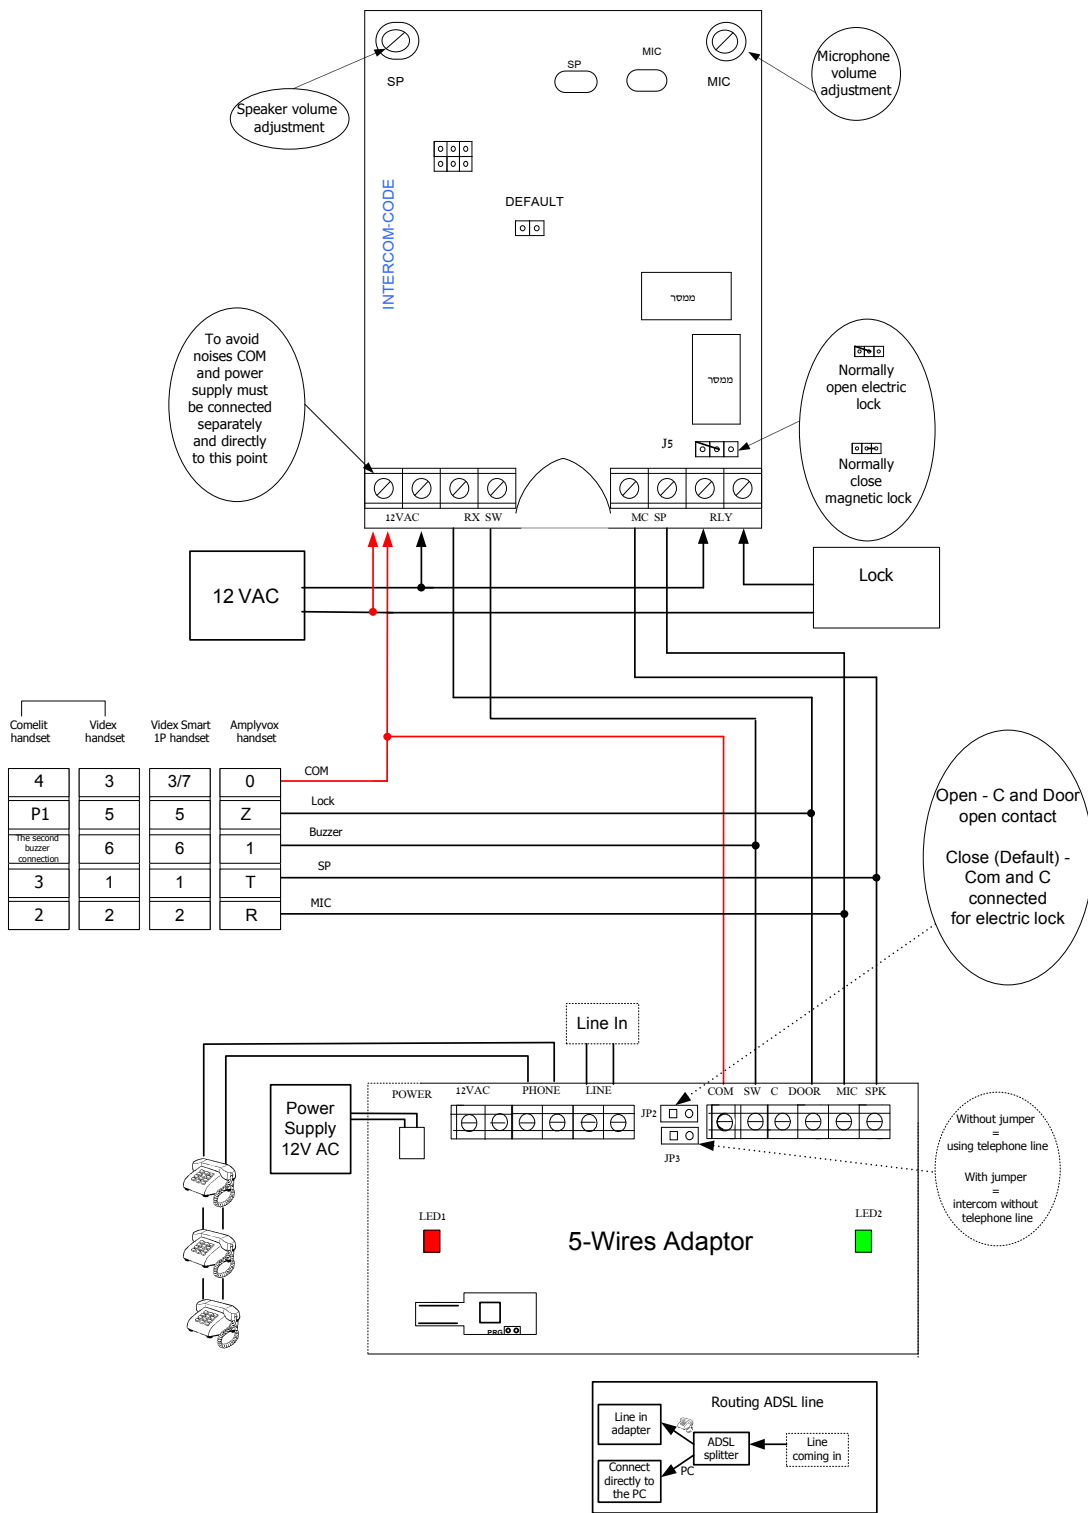 SP
MIC
SP
MIC
Speaker volume
adjustment
Microphone
volume
adjustment
INTERCOM-CODE
DEFAULT
ממסר
ממסר
To avoid
noises COM
and power
supply must
be connected
separately
and directly
to this point
Normally
open electric
lock
Normally
close
magnetic lock
J5
12VAC
RX SW
MC SP
RLY
12 VAC
Lock
Comelit
handset
Videx
handset
Videx Smart
1P handset
Amplyvox
handset
4 3 3/7 0
P1 5 5 Z
The second
buzzer
connection
6 6 1
3 1 1 T
2 2 2 R
COM
Lock
Buzzer
SP
MIC
Open - C and Door
open contact
Close (Default) -
Com and C
connected
for electric lock
Line In
Power
Supply
12V AC
POWER
12VAC
PHONE
LINE
JP2
JP3
COM SW C DOOR MIC SPK
Without jumper
=
using telephone line
With jumper
=
intercom without
telephone line
LED1
5-Wires Adaptor
LED2
PRG
Routing ADSL line
Line in
adapter
ADSL
splitter
Line
coming in
PC
Connect
directly to
the PC